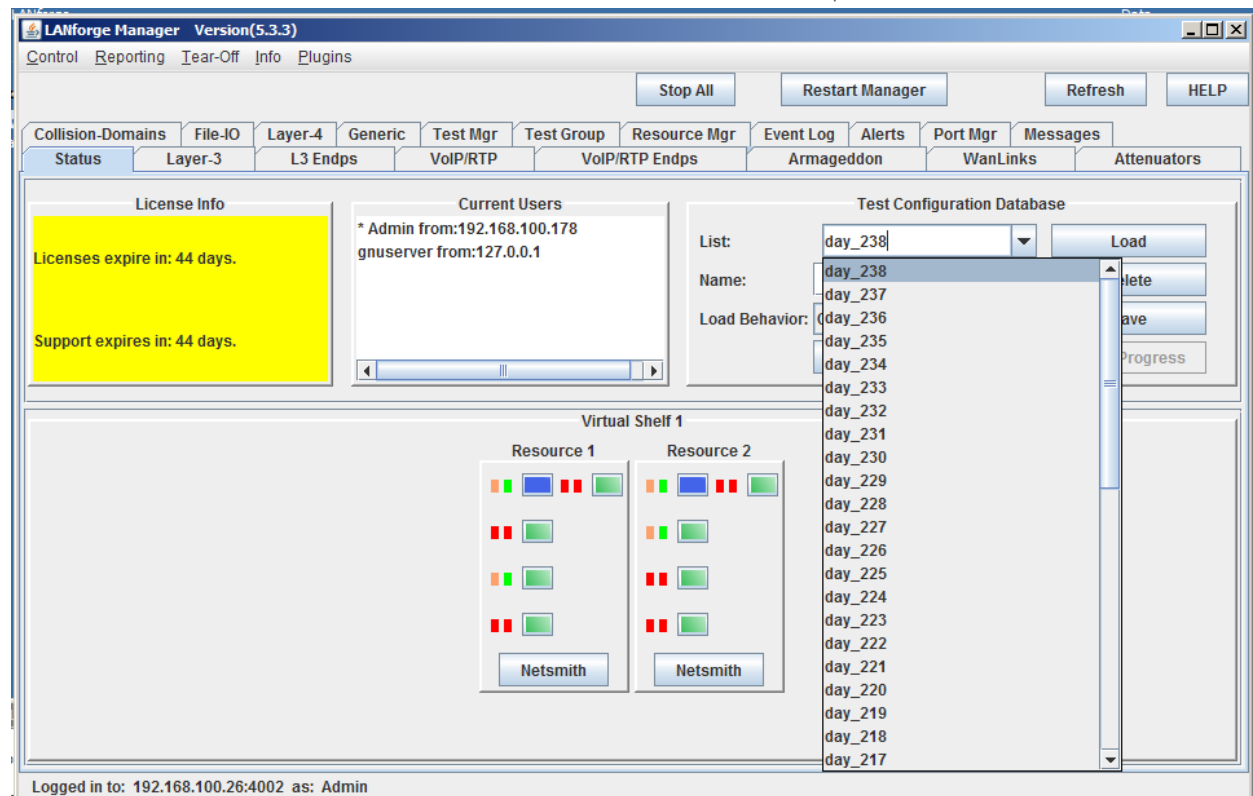 LANforge Manager Version(5.3.3)
Control Reporting Tear-Off Info Plugins
Stop All Restart Manager Refresh HELP
Collision-Domains File-IO Layer-4 Generic Test Mgr Test Group Resource Mgr Event Log Alerts Port Mgr Messages
Status Layer-3 L3 Endps VoIP/RTP VoIP/RTP Endps Armageddon WanLinks Attenuators
License Info
Licenses expire in: 44 days.
Support expires in: 44 days.
Current Users
* Admin from:192.168.100.178
gnuserver from:127.0.0.1
Test Configuration Database
List: day_238 Load
Name:
Load Behavior:
Progress
day_238
day_237
day_236
day_235
day_234
day_233
day_232
day_231
day_230
day_229
day_228
day_227
day_226
day_225
day_224
day_223
day_222
day_221
day_220
day_219
day_218
day_217
Virtual Shelf 1
Resource 1 Resource 2
Netsmith Netsmith
Logged in to: 192.168.100.26:4002 as: Admin